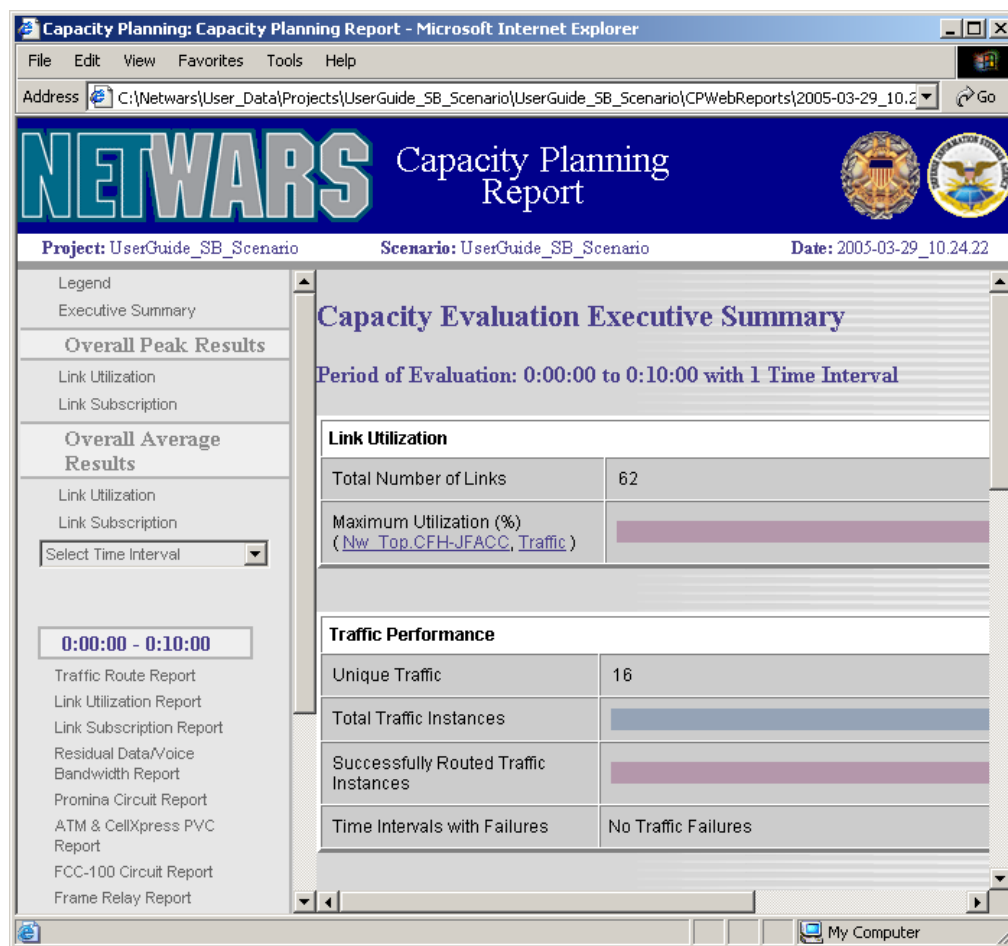 Capacity Planning: Capacity Planning Report - Microsoft Internet Explorer
File Edit View Favorites Tools Help
Address C:\Netwars\User_Data\Projects\UserGuide_SB_Scenario\UserGuide_SB_Scenario\CPWebReports\2005-03-29_10.2 Go
NETWARS
Capacity Planning
Report
Project: UserGuide_SB_Scenario Scenario: UserGuide_SB_Scenario Date: 2005-03-29_10.24.22
Legend
Executive Summary
Overall Peak Results
Link Utilization
Link Subscription
Overall Average
Results
Link Utilization
Link Subscription
Select Time Interval
0:00:00 - 0:10:00
Traffic Route Report
Link Utilization Report
Link Subscription Report
Residual Data/Voice
Bandwidth Report
Promina Circuit Report
ATM & CellXpress PVC
Report
FCC-100 Circuit Report
Frame Relay Report
Capacity Evaluation Executive Summary
Period of Evaluation: 0:00:00 to 0:10:00 with 1 Time Interval
Link Utilization
Total Number of Links 62
Maximum Utilization (%)
( Nw_Top.CFH-JFACC, Traffic )
Traffic Performance
Unique Traffic 16
Total Traffic Instances
Successfully Routed Traffic
Instances
Time Intervals with Failures No Traffic Failures
My Computer